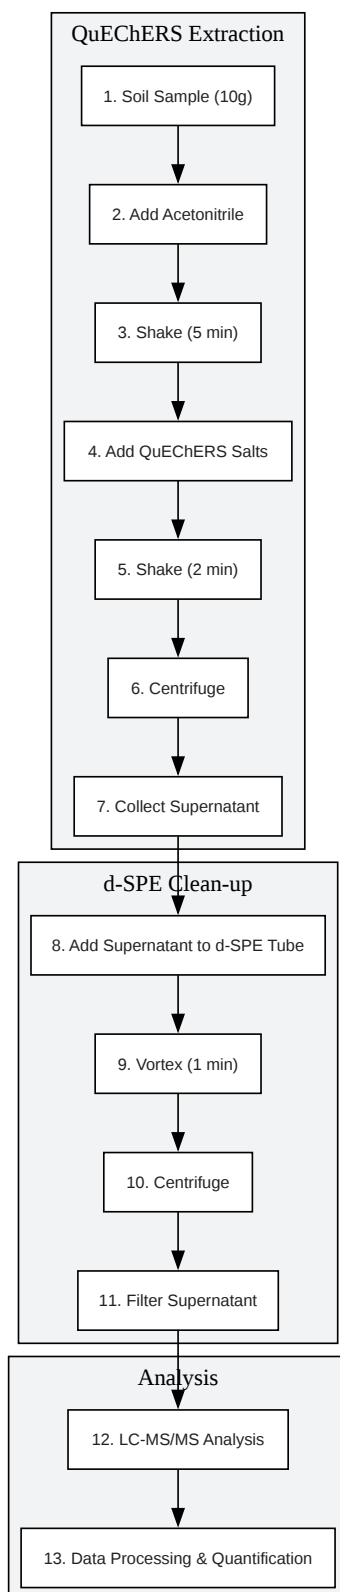 QuEChERS Extraction
1. Soil Sample (10g)
2. Add Acetonitrile
3. Shake (5 min)
4. Add QuEChERS Salts
5. Shake (2 min)
6. Centrifuge
7. Collect Supernatant
d-SPE Clean-up
8. Add Supernatant to d-SPE Tube
9. Vortex (1 min)
10. Centrifuge
11. Filter Supernatant
Analysis
12. LC-MS/MS Analysis
13. Data Processing & Quantification